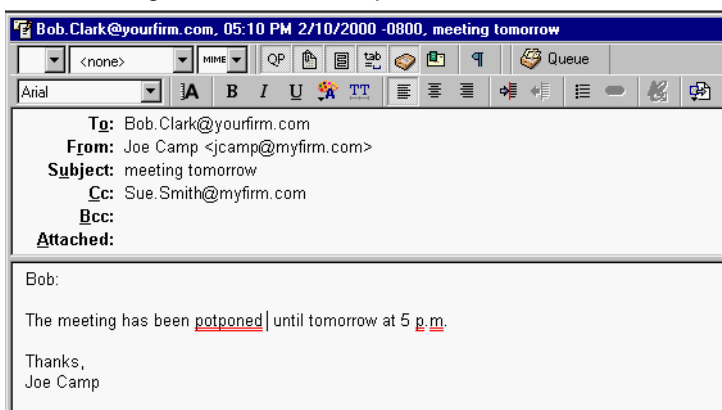 Bob.Clark@yourfirm.com, 05:10 PM 2/10/2000 -0800, meeting tomorrow
<none> MIME QP tab ¶ Queue
Arial A B I U A TT
To: Bob.Clark@yourfirm.com
From: Joe Camp <jcamp@myfirm.com>
Subject: meeting tomorrow
Cc: Sue.Smith@myfirm.com
Bcc:
Attached:
Bob:
The meeting has been potponed until tomorrow at 5 p.m.
Thanks,
Joe Camp